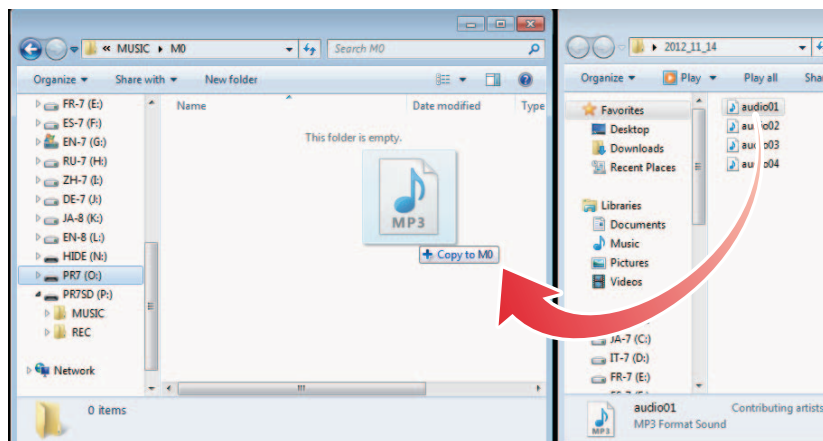 « MUSIC ▸ M0
Search M0
Organize
Share with
New folder
FR-7 (E:)
ES-7 (F:)
EN-7 (G:)
RU-7 (H:)
ZH-7 (I:)
DE-7 (J:)
JA-8 (K:)
EN-8 (L:)
HIDE (N:)
PR7 (O:)
PR7SD (P:)
MUSIC
REC
Network
Name
Date modified
Type
This folder is empty.
MP3
Copy to M0
0 items
2012_11_14
Organize
Play
Play all
Favorites
Desktop
Downloads
Recent Places
Libraries
Documents
Music
Pictures
Videos
JA-7 (C:)
IT-7 (D:)
FR-7 (E:)
audio01
audio01
MP3 Format Sound
Contributing artists
MP3